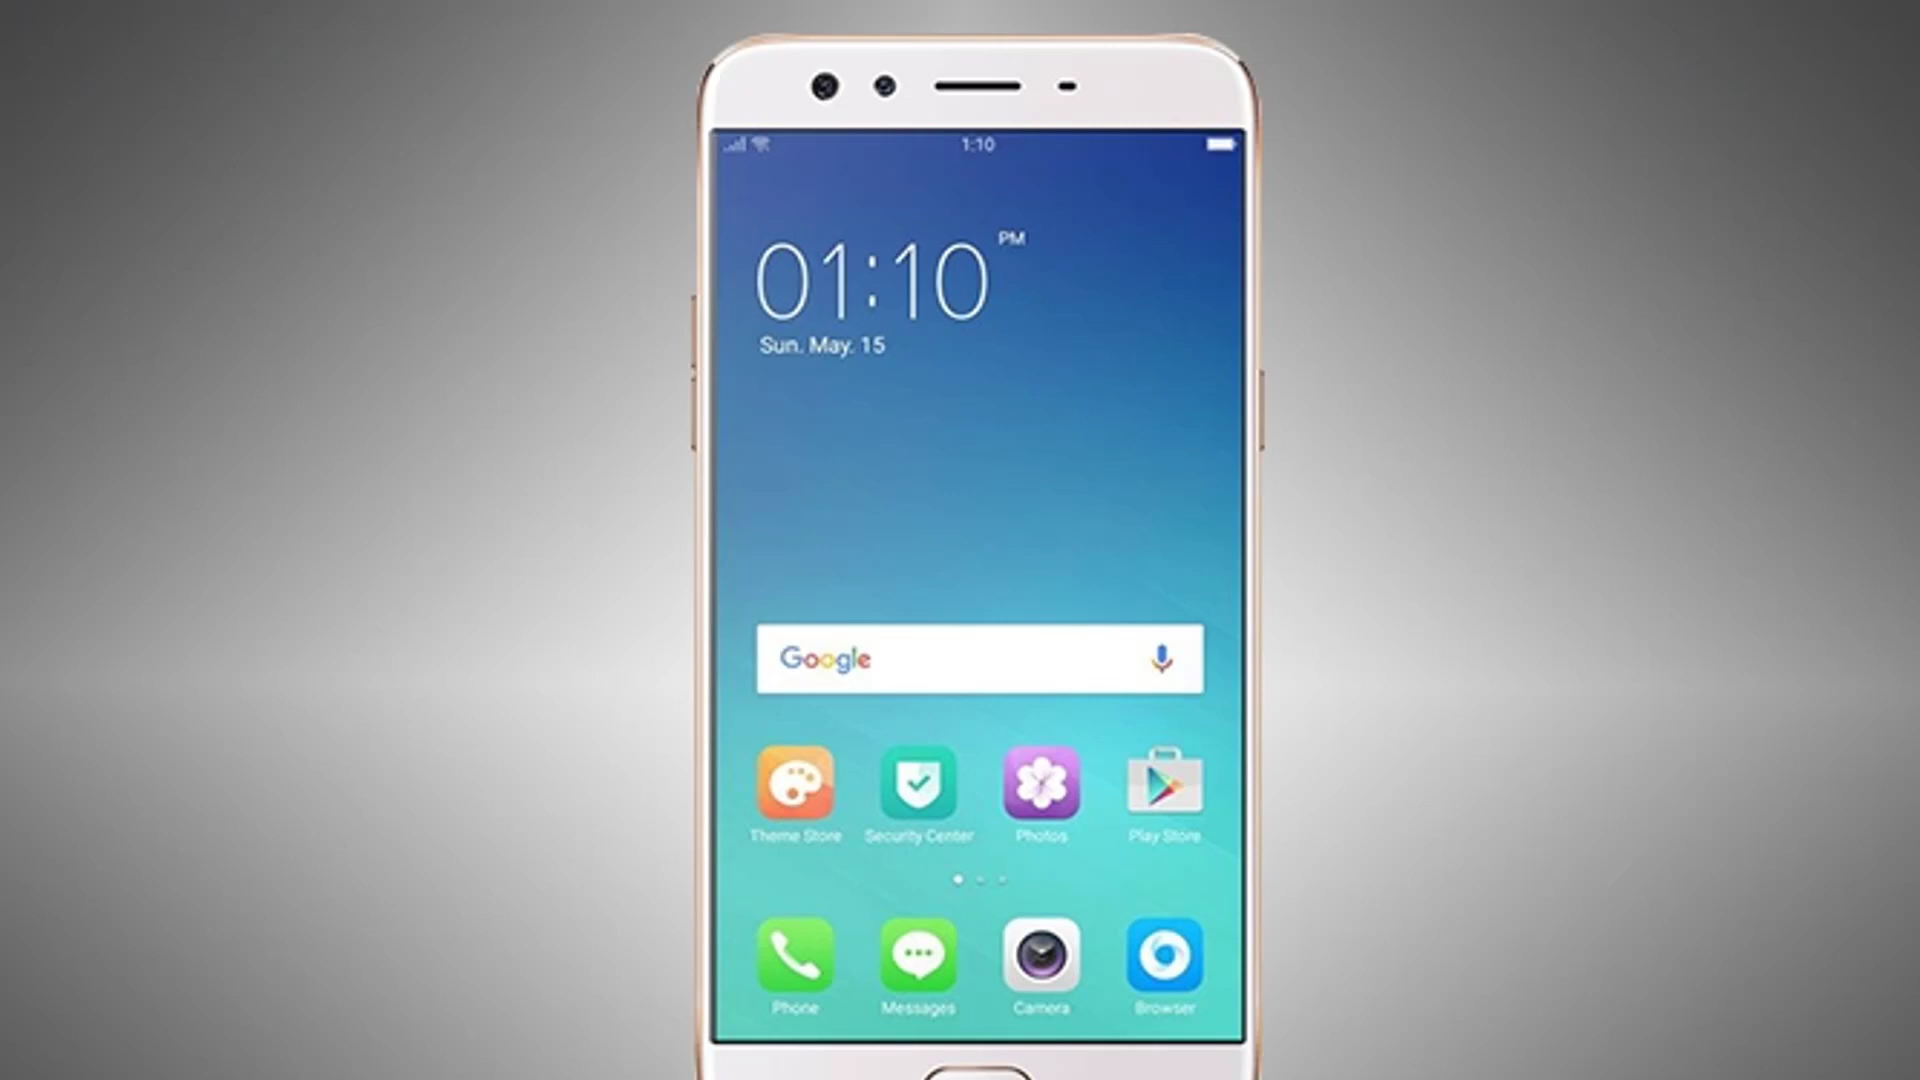 1:10
01:10 PM
Sun. May. 15
Google
Theme Store Security Center Photos Play Store
Phone Messages Camera Browser